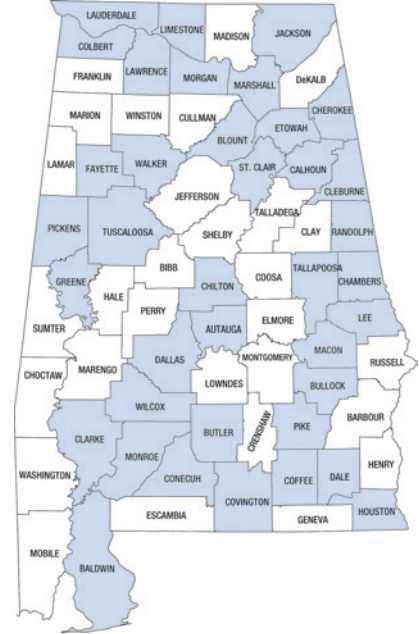 LAUDERDALE
LIMESTONE
MADISON
JACKSON
COLBERT
FRANKLIN
LAWRENCE
MORGAN
MARSHALL
DeKALB
CHEROKEE
MARION
WINSTON
CULLMAN
BLOUNT
ETOWAH
LAMAR
FAYETTE
WALKER
ST. CLAIR
CALHOUN
CLEBURNE
JEFFERSON
TALLADEGA
PICKENS
TUSCALOOSA
SHELBY
CLAY
RANDOLPH
BIBB
COOSA
TALLAPOOSA
CHAMBERS
GREENE
HALE
CHILTON
PERRY
SUMTER
AUTAUGA
ELMORE
LEE
DALLAS
MONTGOMERY
MACON
RUSSELL
CHOCTAW
MARENGO
LOWNDES
BULLOCK
WILCOX
BARBOUR
CLARKE
BUTLER
CRENSHAW
PIKE
MONROE
WASHINGTON
CONECUH
COFFEE
DALE
HENRY
COVINGTON
ESCAMBIA
GENEVA
HOUSTON
MOBILE
BALDWIN